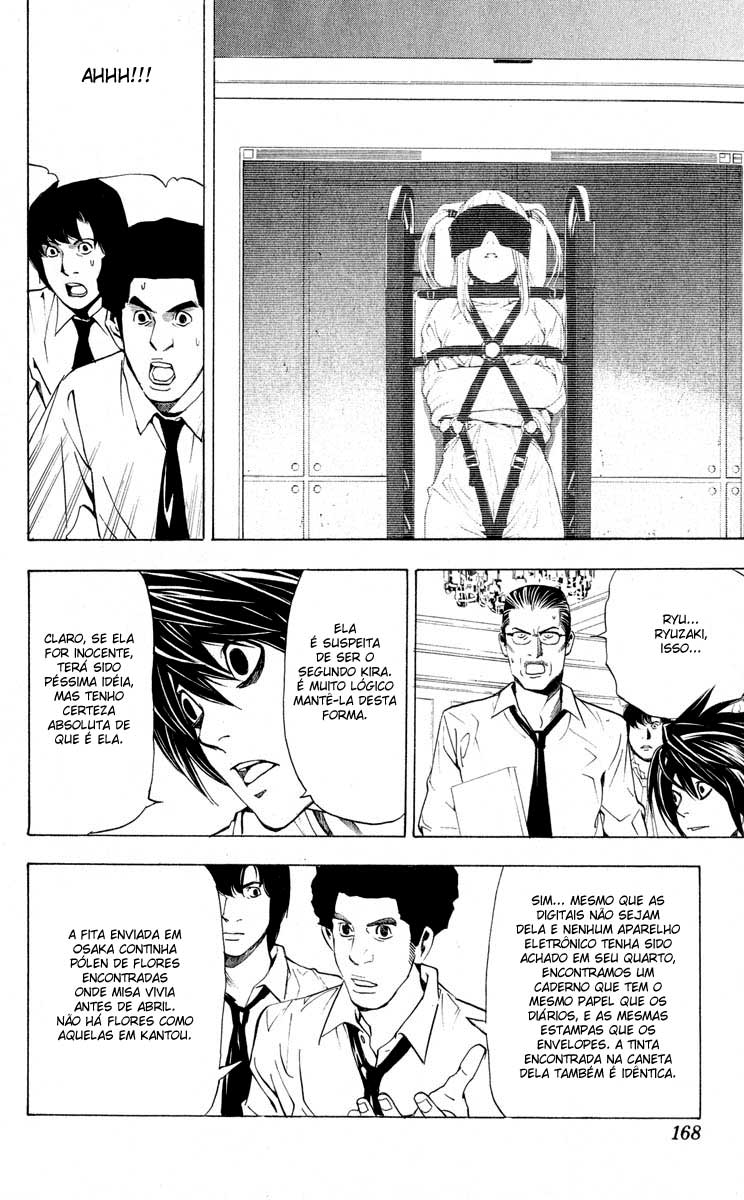 AHHH!!!
RYU...
RYUZAKI,
ISSO...
ELA
É SUSPEITA
DE SER O
SEGUNDO KIRA.
É MUITO LÓGICO
MANTÊ-LA DESTA
FORMA.
CLARO, SE ELA
FOR INOCENTE,
TERÁ SIDO
PÉSSIMA IDÉIA,
MAS TENHO
CERTEZA
ABSOLUTA DE
QUE É ELA.
SIM... MESMO QUE AS
DIGITAIS NÃO SEJAM
DELA E NENHUM APARELHO
ELETRÔNICO TENHA SIDO
ACHADO EM SEU QUARTO,
ENCONTRAMOS UM
CADERNO QUE TEM O
MESMO PAPEL QUE OS
DIÁRIOS, E AS MESMAS
ESTAMPAS QUE OS
ENVELOPES. A TINTA
ENCONTRADA NA CANETA
DELA TAMBÉM É IDÊNTICA.
A FITA ENVIADA EM
OSAKA CONTINHA
PÓLEN DE FLORES
ENCONTRADAS
ONDE MISA VIVIA
ANTES DE ABRIL.
NÃO HÁ FLORES COMO
AQUELAS EM KANTOU.
168